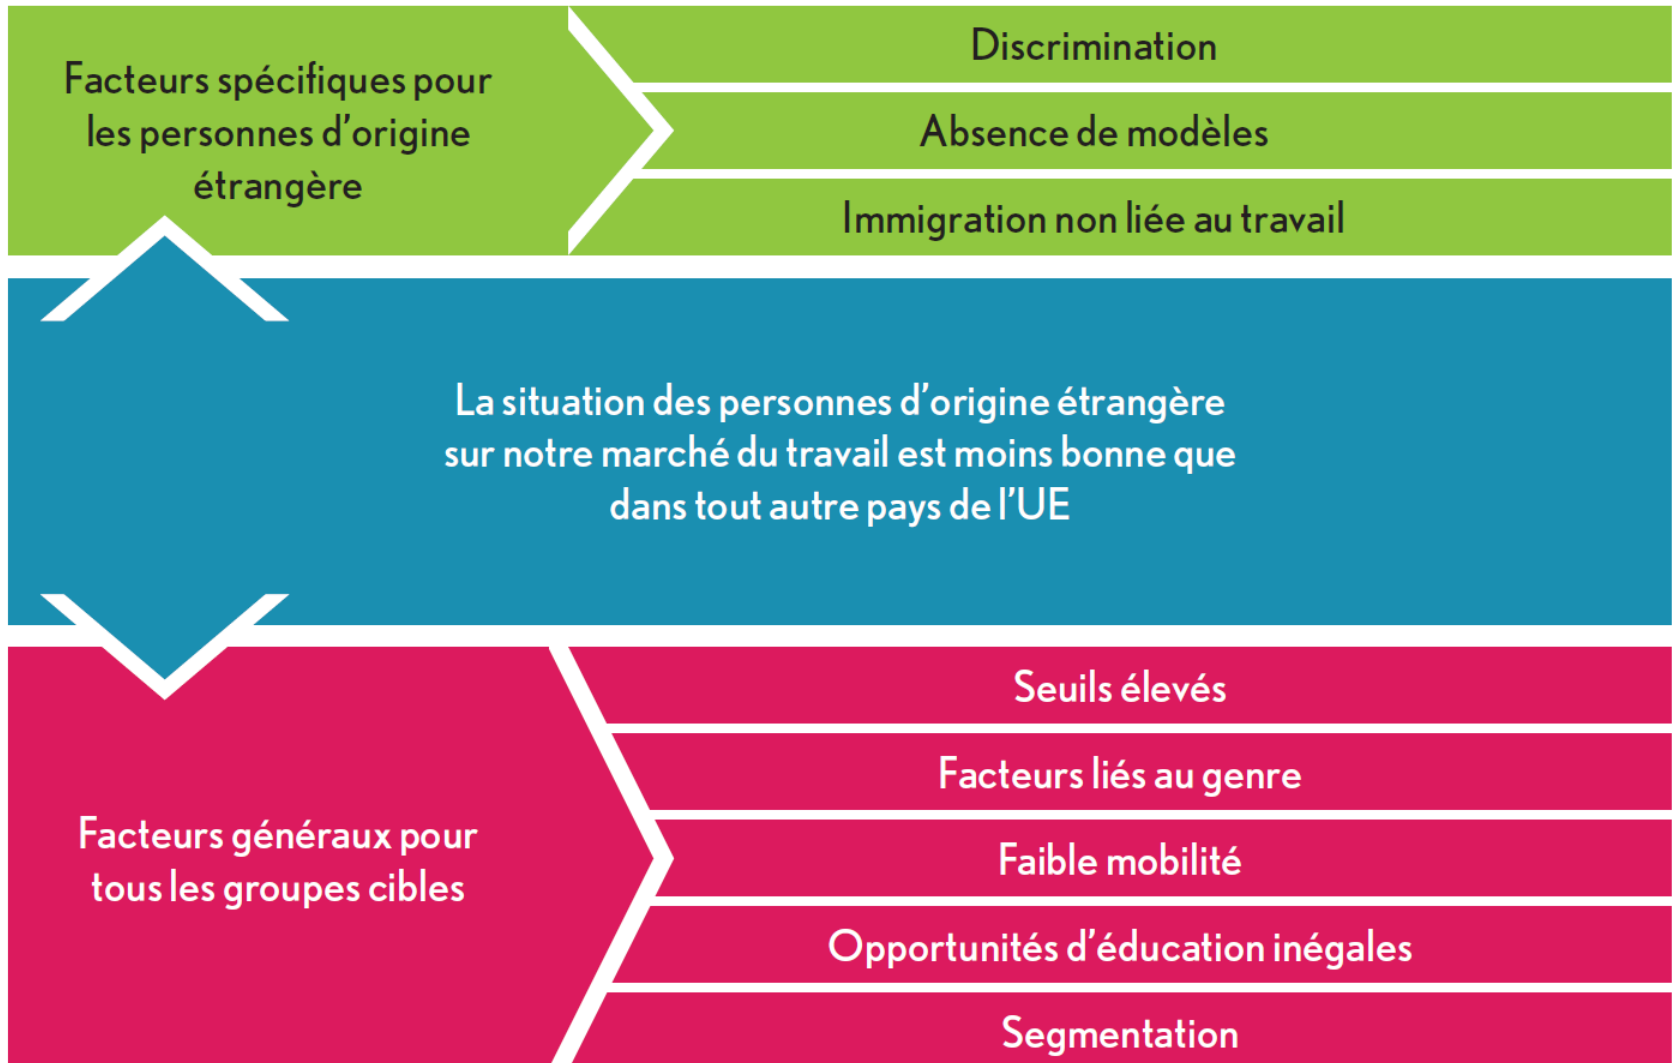 Facteurs spécifiques pour
les personnes d'origine
étrangère
Discrimination
Absence de modèles
Immigration non liée au travail
La situation des personnes d'origine étrangère
sur notre marché du travail est moins bonne que
dans tout autre pays de l'UE
Facteurs généraux pour
tous les groupes cibles
Seuils élevés
Facteurs liés au genre
Faible mobilité
Opportunités d'éducation inégales
Segmentation